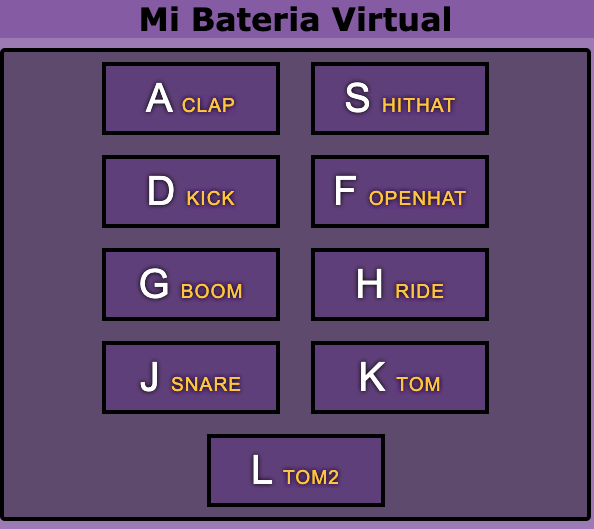 Mi Bateria Virtual
A CLAP
S HITHAT
D KICK
F OPENHAT
G BOOM
H RIDE
J SNARE
K TOM
L TOM2